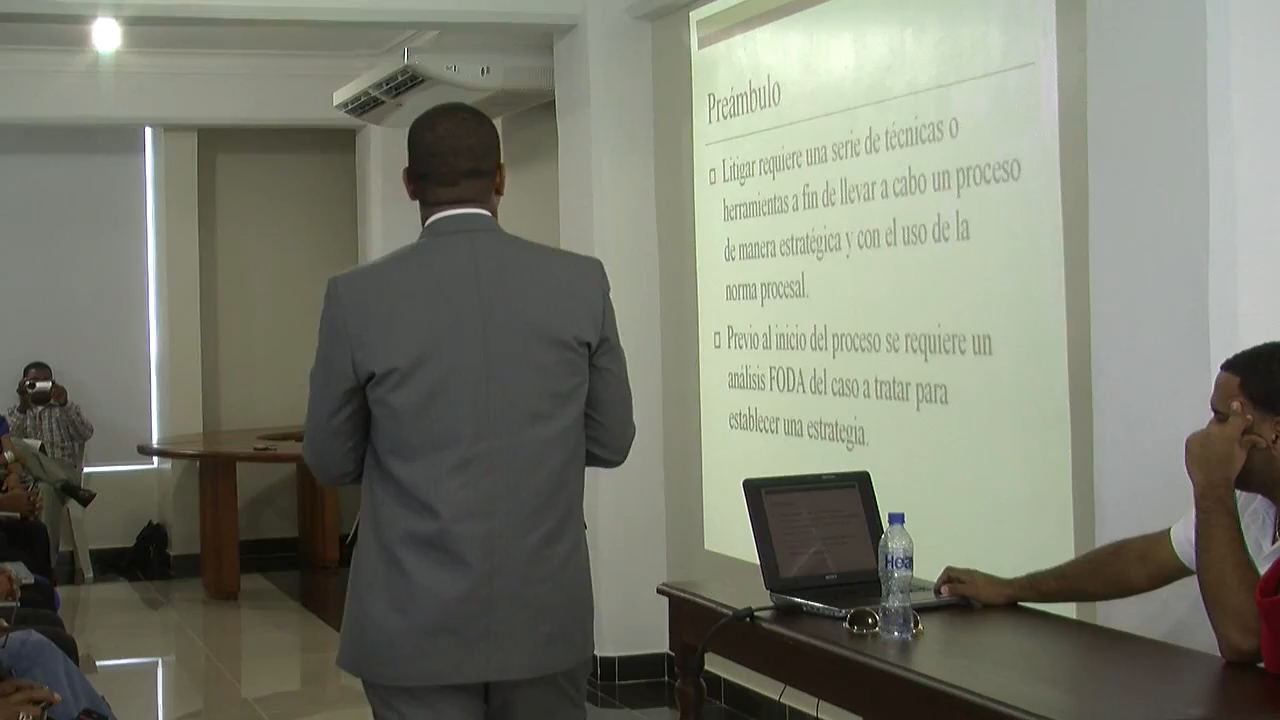 Preámbulo
Litigar requiere una serie de técnicas o
herramientas a fin de llevar a cabo un proceso
de manera estratégica y con el uso de la
norma procesal.
Previo al inicio del proceso se requiere un
análisis FODA del caso a tratar para
establecer una estrategia.